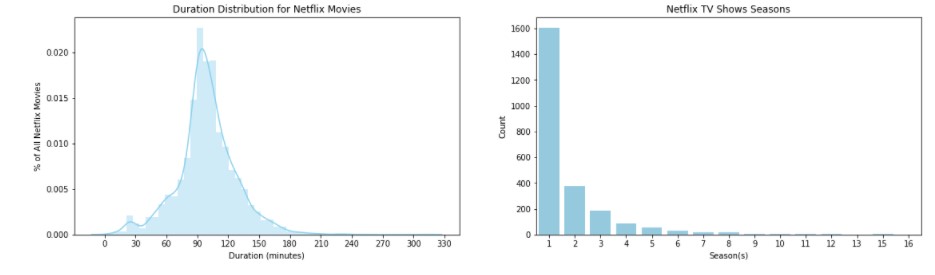 Duration Distribution for Netflix Movies
% of All Netflix Movies
0.020
0.015
0.010
0.005
0.000
0 30 60 90 120 150 180 210 240 270 300 330
Duration (minutes)
Netflix TV Shows Seasons
Count
1600
1400
1200
1000
800
600
400
200
0
1 2 3 4 5 6 7 8 9 10 11 12 13 15 16
Season(s)